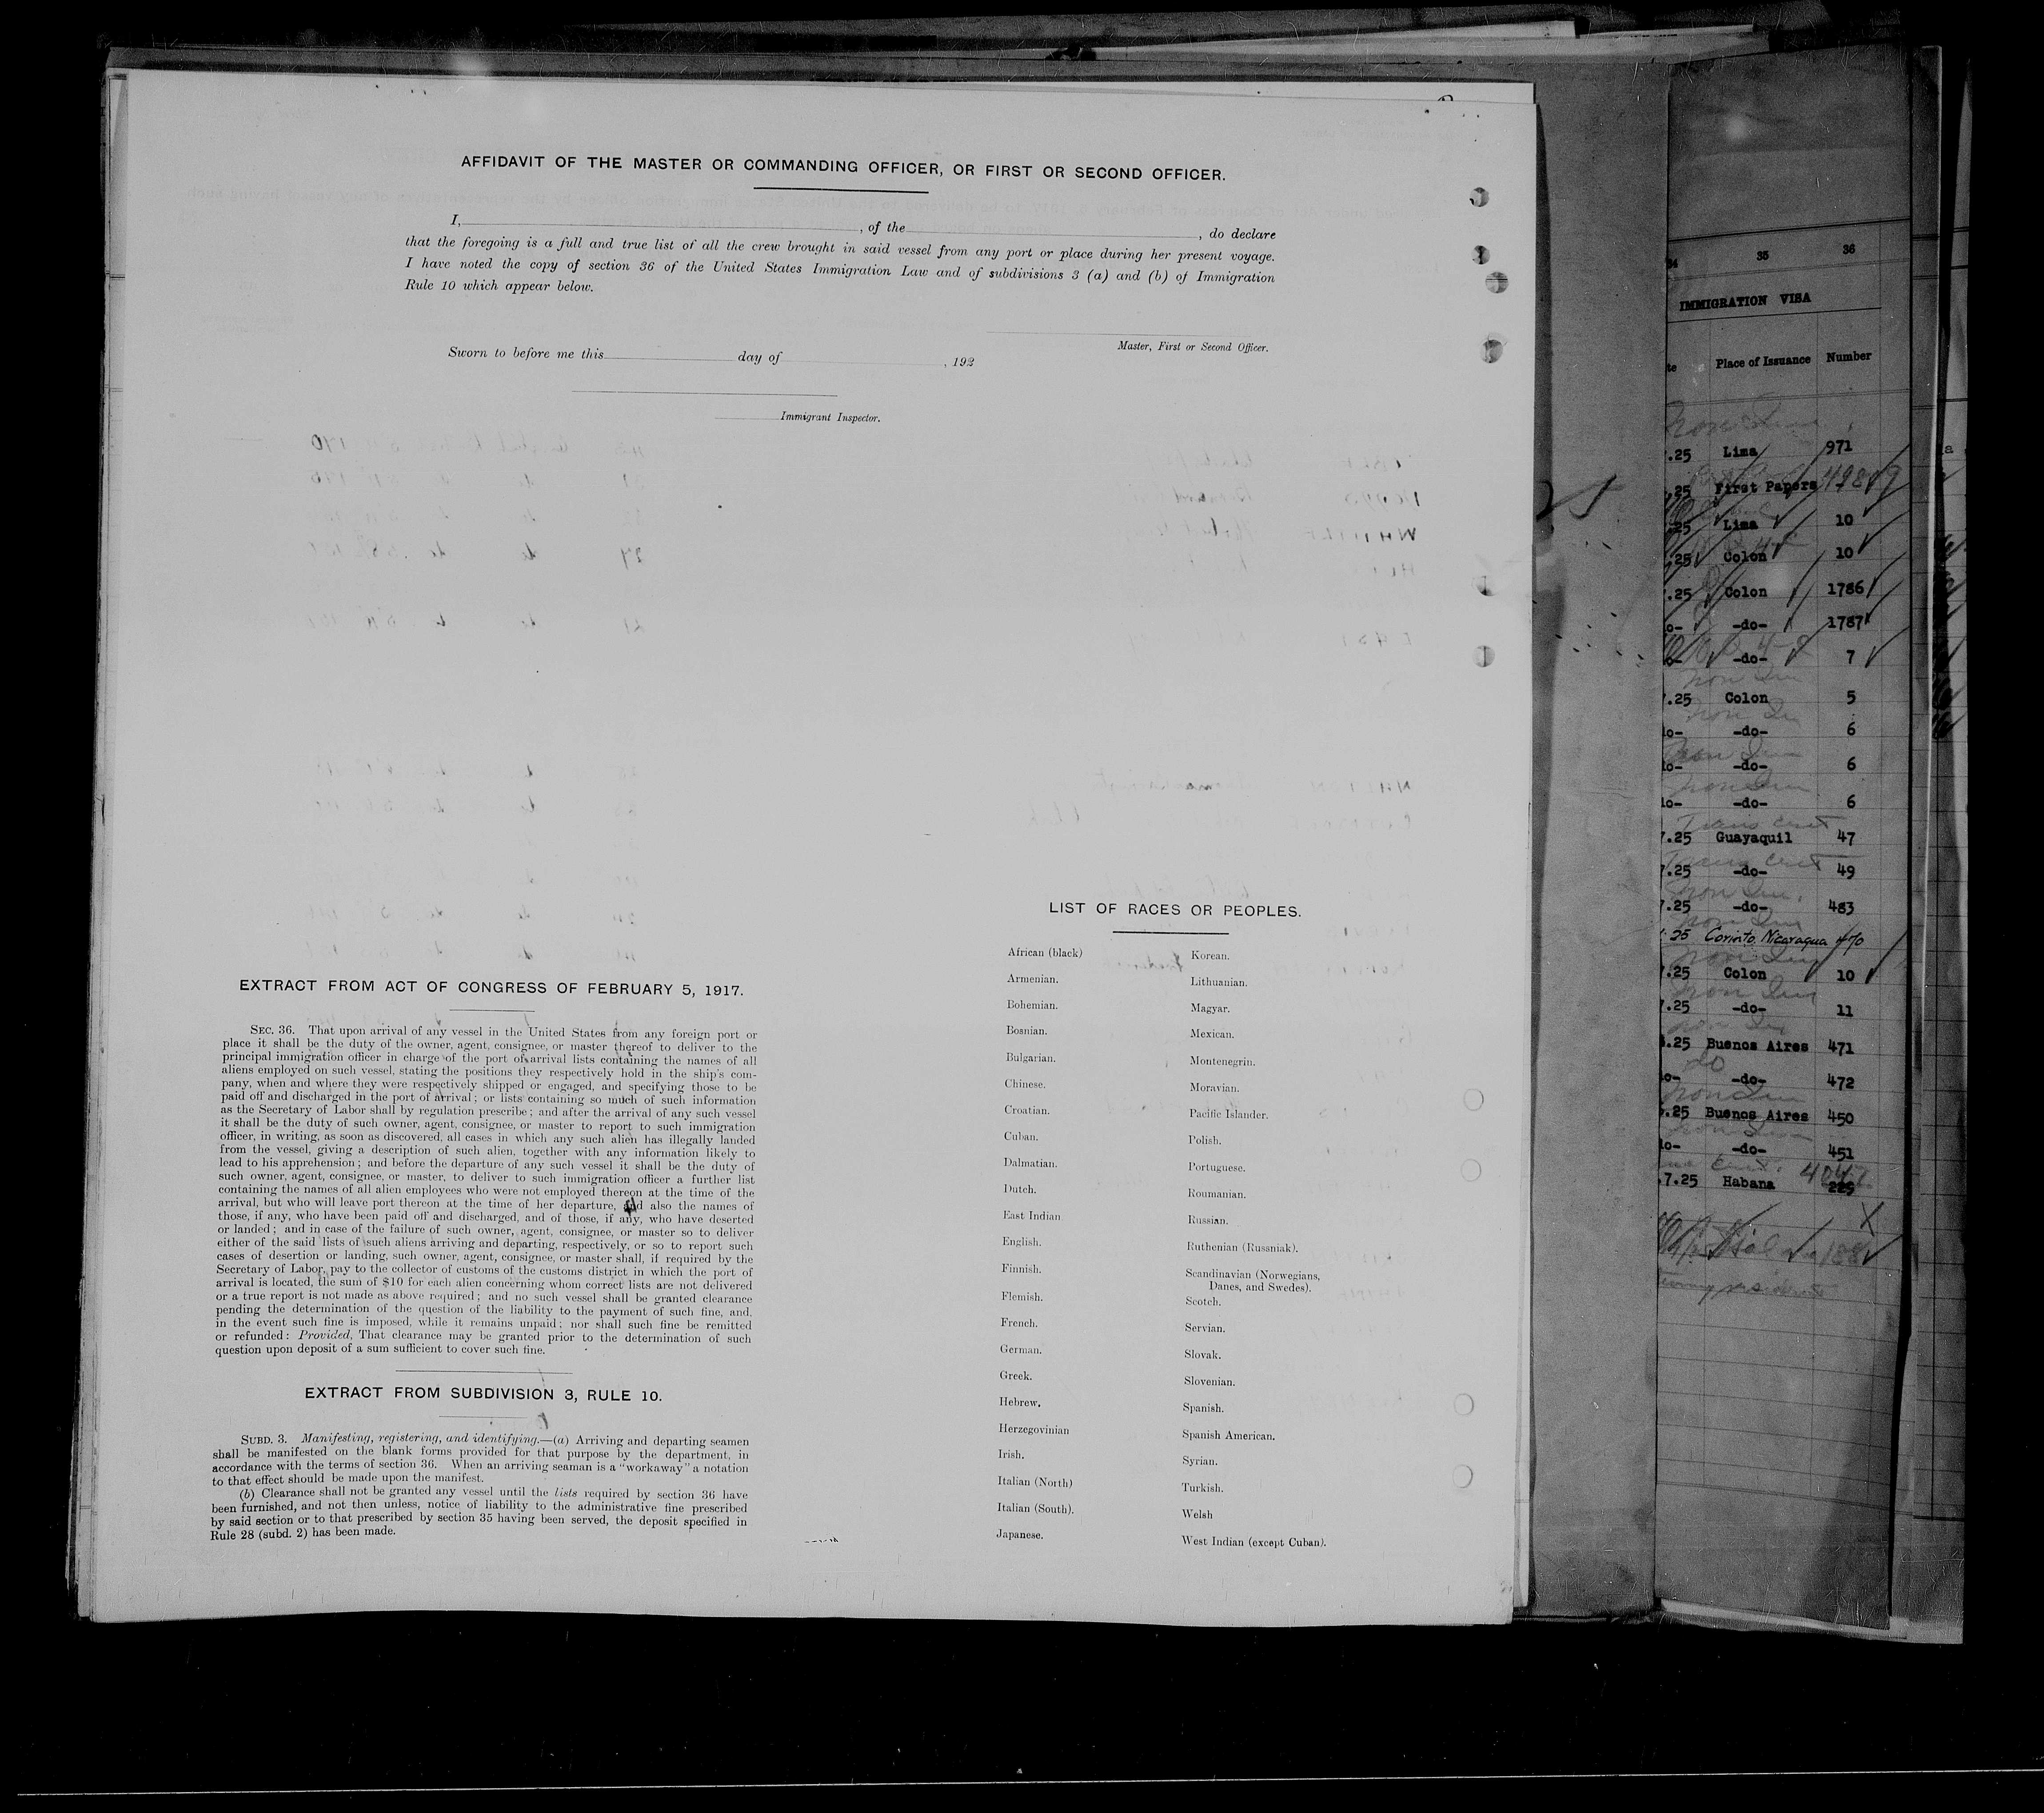 AFFIDAVIT OF THE MASTER OR COMMANDING OFFICER, OR FIRST OR SECOND OFFICER.
I, , of the , do declare
that the foregoing is a full and true list of all the crew brought in said vessel from any port or place during her present voyage.
I have noted the copy of section 36 of the United States Immigration Law and of subdivisions 3 (a) and (b) of Immigration
Rule 10 which appear below.
Master, First or Second Officer.
Sworn to before me this day of , 192
Immigrant Inspector.
EXTRACT FROM ACT OF CONGRESS OF FEBRUARY 5, 1917.
SEC. 36. That upon arrival of any vessel in the United States from any foreign port or
place it shall be the duty of the owner, agent, consignee, or master thereof to deliver to the
principal immigration officer in charge of the port of arrival lists containing the names of all
aliens employed on such vessel, stating the positions they respectively hold in the ship's com-
pany, when and where they were respectively shipped or engaged, and specifying those to be
paid off and discharged in the port of arrival; or lists containing so much of such information
as the Secretary of Labor shall by regulation prescribe; and after the arrival of any such vessel
it shall be the duty of such owner, agent, consignee, or master to report to such immigration
officer, in writing, as soon as discovered, all cases in which any such alien has illegally landed
from the vessel, giving a description of such alien, together with any information likely to
lead to his apprehension; and before the departure of any such vessel it shall be the duty of
such owner, agent, consignee, or master, to deliver to such immigration officer a further list
containing the names of all alien employees who were not employed thereon at the time of the
arrival, but who will leave port thereon at the time of her departure, and also the names of
those, if any, who have been paid off and discharged, and of those, if any, who have deserted
or landed; and in case of the failure of such owner, agent, consignee, or master so to deliver
either of the said lists of such aliens arriving and departing, respectively, or so to report such
cases of desertion or landing, such owner, agent, consignee, or master shall, if required by the
Secretary of Labor, pay to the collector of customs of the customs district in which the port of
arrival is located, the sum of $10 for each alien concerning whom correct lists are not delivered
or a true report is not made as above required; and no such vessel shall be granted clearance
pending the determination of the question of the liability to the payment of such fine, and,
in the event such fine is imposed, while it remains unpaid; nor shall such fine be remitted
or refunded: Provided, That clearance may be granted prior to the determination of such
question upon deposit of a sum sufficient to cover such fine.
EXTRACT FROM SUBDIVISION 3, RULE 10.
SUBD. 3. Manifesting, registering, and identifying.—(a) Arriving and departing seamen
shall be manifested on the blank forms provided for that purpose by the department, in
accordance with the terms of section 36. When an arriving seaman is a "workaway" a notation
to that effect should be made upon the manifest.
(b) Clearance shall not be granted any vessel until the lists required by section 36 have
been furnished, and not then unless, notice of liability to the administrative fine prescribed
by said section or to that prescribed by section 35 having been served, the deposit specified in
Rule 28 (subd. 2) has been made.
LIST OF RACES OR PEOPLES.
African (black)
Armenian.
Bohemian.
Bosnian.
Bulgarian.
Chinese.
Croatian.
Cuban.
Dalmatian.
Dutch.
East Indian
English.
Finnish.
Flemish.
French.
German.
Greek.
Hebrew.
Herzegovinian
Irish.
Italian (North)
Italian (South).
Japanese.
Korean.
Lithuanian.
Magyar.
Mexican.
Montenegrin.
Moravian.
Pacific Islander.
Polish.
Portuguese.
Roumanian.
Russian.
Ruthenian (Russniak).
Scandinavian (Norwegians,
Danes, and Swedes).
Scotch.
Servian.
Slovak.
Slovenian.
Spanish.
Spanish American.
Syrian.
Turkish.
Welsh
West Indian (except Cuban).
35 36
IMMIGRATION VISA
Place of Issuance Number
.25 Lima 971
.25 First Papers
.25 Lima 10
.25 Colon 10
.25 Colon 1786
-do- 1787
-do- 7
.25 Colon 5
-do- 6
-do- 6
-do- 6
.25 Guayaquil 47
.25 -do- 49
.25 -do- 483
25 Corinto, Nicaragua 470
.25 Colon 10
.25 -do- 11
.25 Buenos Aires 471
-do- 472
.25 Buenos Aires 450
-do- 451
.7.25 Habana 229